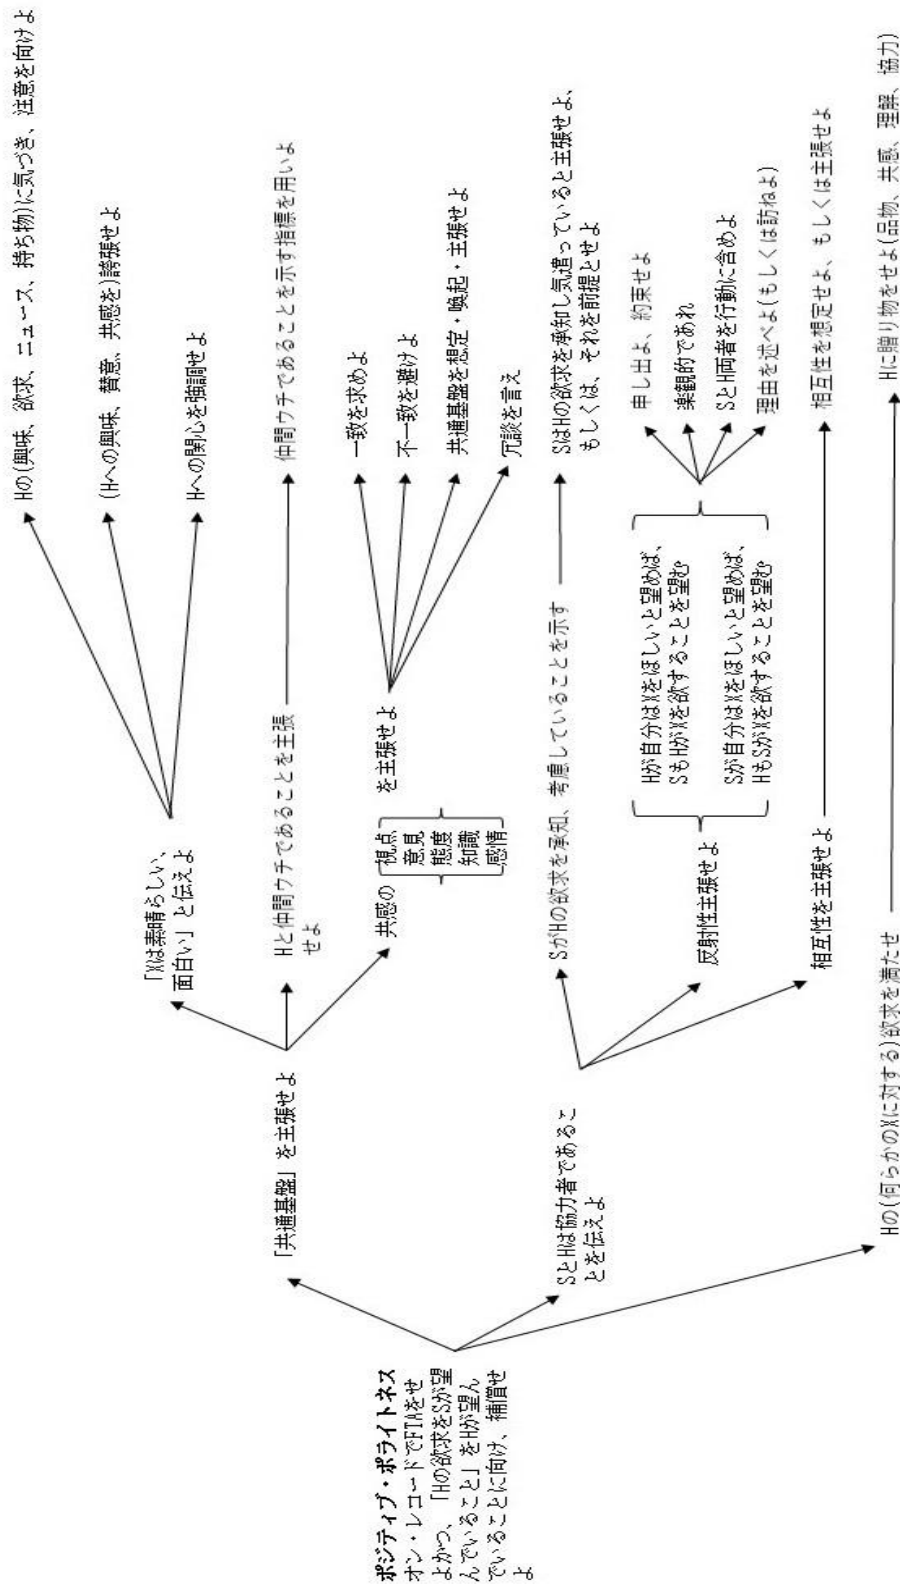 ポジティブ・ポライトネス
オン・レコードでFTAをせ
よかつ、「Hの欲求をSが望
んでいること」をHが望ん
でいることに向け、補償せ
よ
「共通基盤」を主張せよ
SとHは協力者であるこ
とを伝えよ
Hの(何らかのXに対する)欲求を満たせ
「Xは素晴らしい、
面白い」と伝えよ
Hと仲間ウチであることを主張
せよ
共感の
視点
意見
態度
知識
感情
を主張せよ
SがHの欲求を承知、考慮していることを示す
反射性主張せよ
相互性を主張せよ
Hが自分はXをほしいと望めば、
SもHがXを欲することを望む
Sが自分はXをほしいと望めば、
HもSがXを欲することを望む
Hの(興味、欲求、ニュース、持ち物)に気づき、注意を向けよ
(Hへの興味、賛意、共感を)誇張せよ
Hへの関心を強調せよ
仲間ウチであることを示す指標を用いよ
一致を求めよ
不一致を避けよ
共通基盤を想定・喚起・主張せよ
冗談を言え
SはHの欲求を承知し気遣っていると主張せよ、
もしくは、それを前提とせよ
申し出よ、約束せよ
楽観的であれ
SとH両者を行動に含めよ
理由を述べよ(もしくは訪ねよ)
相互性を想定せよ、もしくは主張せよ
Hに贈り物をせよ(品物、共感、理解、協力)